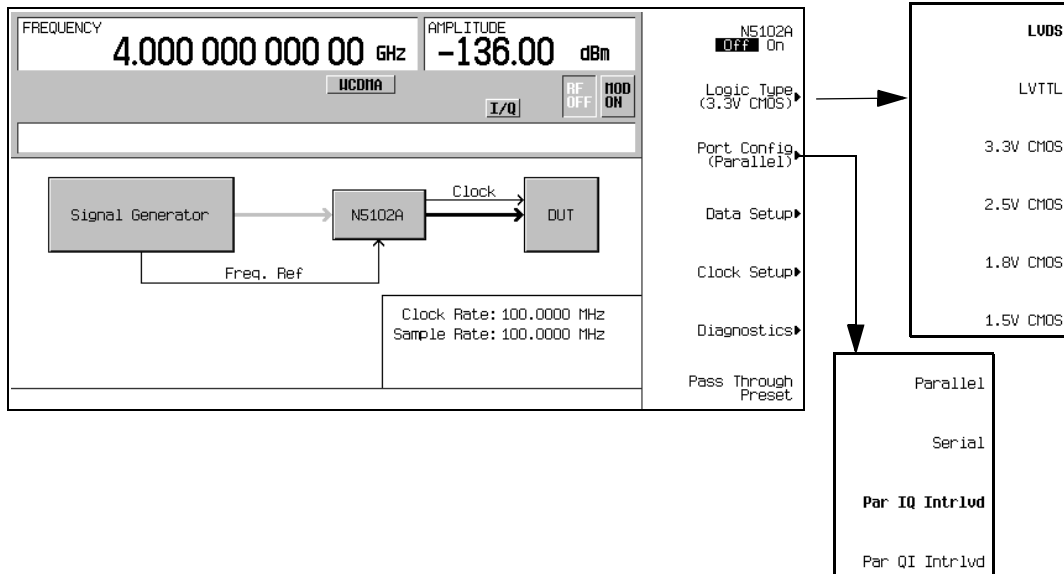 FREQUENCY
4.000 000 000 00 GHz
AMPLITUDE
-136.00 dBm
WCDMA
I/Q
RF OFF
MOD ON
Signal Generator
N5102A
Clock
DUT
Freq. Ref
Clock Rate: 100.0000 MHz
Sample Rate: 100.0000 MHz
N5102A
Off On
Logic Type
(3.3V CMOS)
Port Config
(Parallel)
Data Setup
Clock Setup
Diagnostics
Pass Through
Preset
LVDS
LVTTL
3.3V CMOS
2.5V CMOS
1.8V CMOS
1.5V CMOS
Parallel
Serial
Par IQ Intrlvd
Par QI Intrlvd